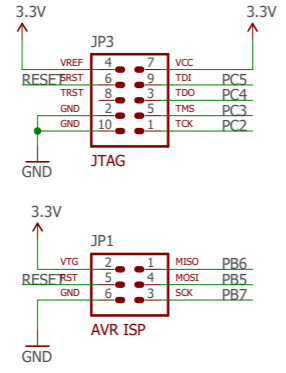 3.3V 3.3V
JP3
VREF 4 7 VCC
RESET SRST 6 9 TDI PC5
TRST 8 3 TDO PC4
GND 2 5 TMS PC3
GND 10 1 TCK PC2
JTAG
GND
3.3V
JP1
VTG 2 1 MISO PB6
RESET RST 5 4 MOSI PB5
GND 6 3 SCK PB7
AVR ISP
GND